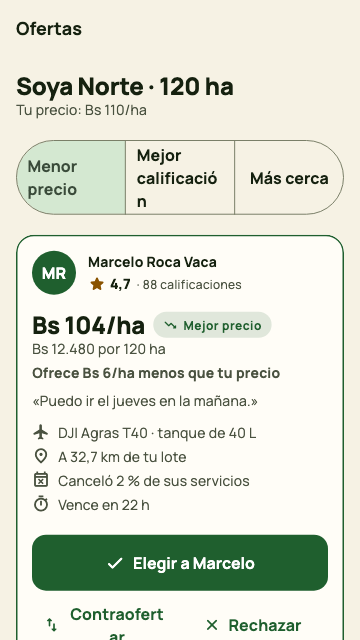 Ofertas
Soya Norte · 120 ha
Tu precio: Bs 110/ha
Menor
precio
Mejor
calificació
n
Más cerca
MR
Marcelo Roca Vaca
4,7 · 88 calificaciones
Bs 104/ha
Mejor precio
Bs 12.480 por 120 ha
Ofrece Bs 6/ha menos que tu precio
«Puedo ir el jueves en la mañana.»
DJI Agras T40 · tanque de 40 L
A 32,7 km de tu lote
Canceló 2 % de sus servicios
Vence en 22 h
Elegir a Marcelo
Contraofert
ar
Rechazar